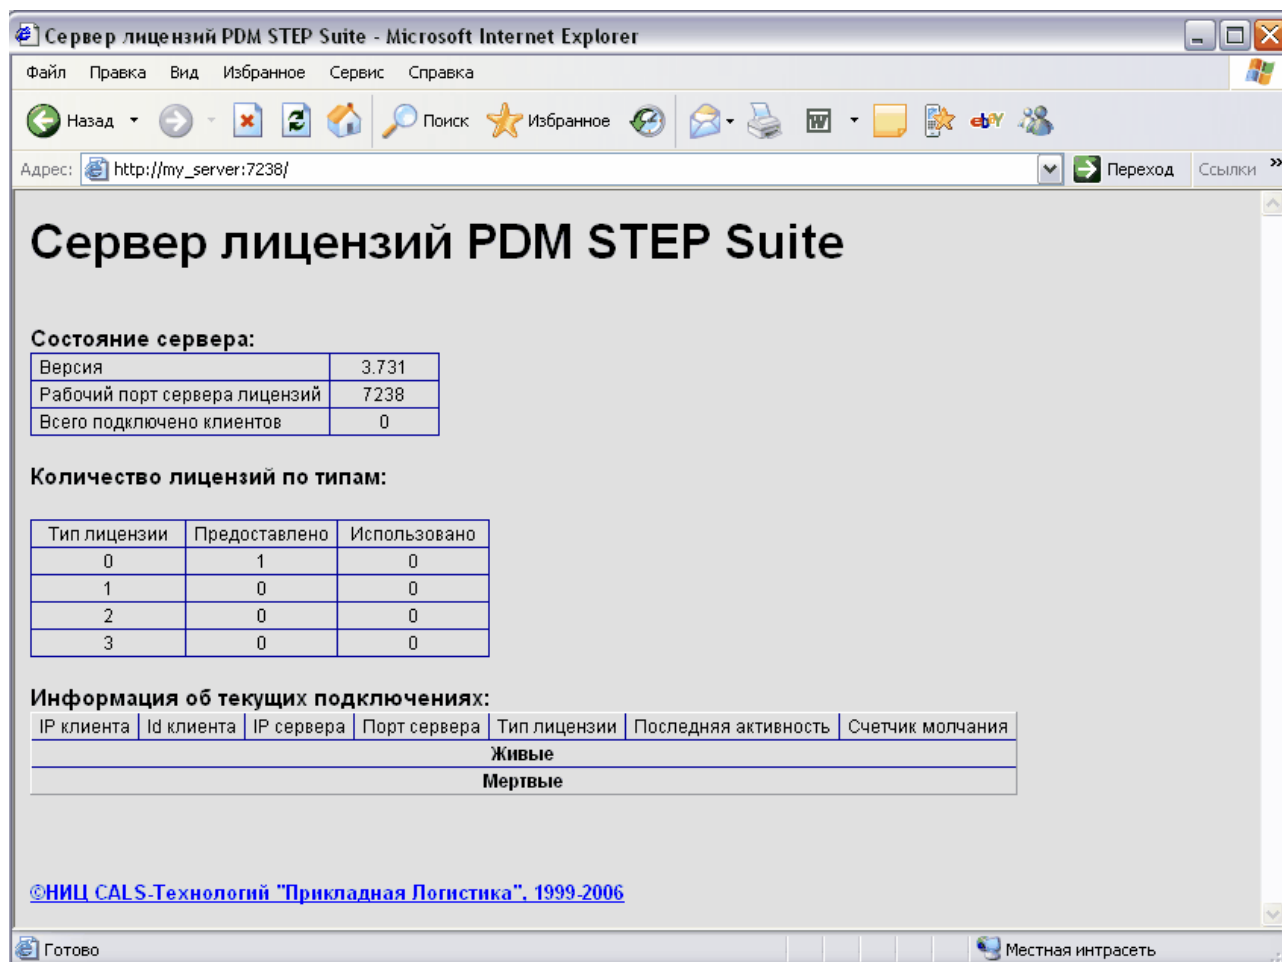 Сервер лицензий PDM STEP Suite - Microsoft Internet Explorer
Файл Правка Вид Избранное Сервис Справка
Назад Поиск Избранное W ebY
Адрес: http://my_server:7238/ Переход Ссылки »
Сервер лицензий PDM STEP Suite
Состояние сервера:
Версия 3.731
Рабочий порт сервера лицензий 7238
Всего подключено клиентов 0
Количество лицензий по типам:
Тип лицензии Предоставлено Использовано
0 1 0
1 0 0
2 0 0
3 0 0
Информация об текущих подключениях:
IP клиента Id клиента IP сервера Порт сервера Тип лицензии Последняя активность Счетчик молчания
Живые
Мертвые
©НИЦ CALS-Технологий "Прикладная Логистика", 1999-2006
Готово Местная интрасеть